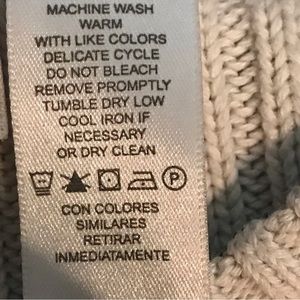 MACHINE WASH
WARM
WITH LIKE COLORS
DELICATE CYCLE
DO NOT BLEACH
REMOVE PROMPTLY
TUMBLE DRY LOW
COOL IRON IF
NECESSARY
OR DRY CLEAN
P
CON COLORES
SIMILARES
RETIRAR
INMEDIATAMENTE